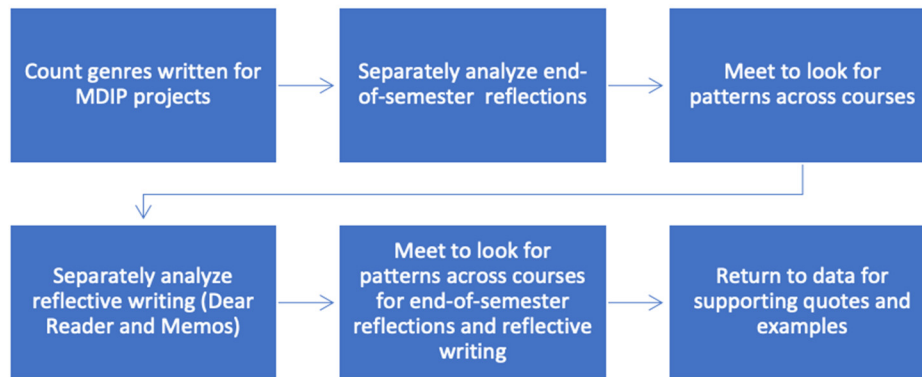 Count genres written for
MDIP projects
Separately analyze end-
of-semester reflections
Meet to look for
patterns across courses
Separately analyze
reflective writing (Dear
Reader and Memos)
Meet to look for
patterns across courses
for end-of-semester
reflections and reflective
writing
Return to data for
supporting quotes and
examples